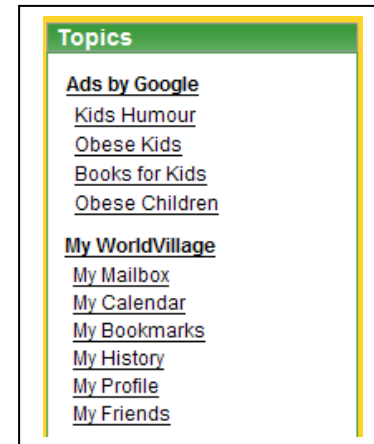 Topics
Ads by Google
Kids Humour
Obese Kids
Books for Kids
Obese Children
My WorldVillage
My Mailbox
My Calendar
My Bookmarks
My History
My Profile
My Friends